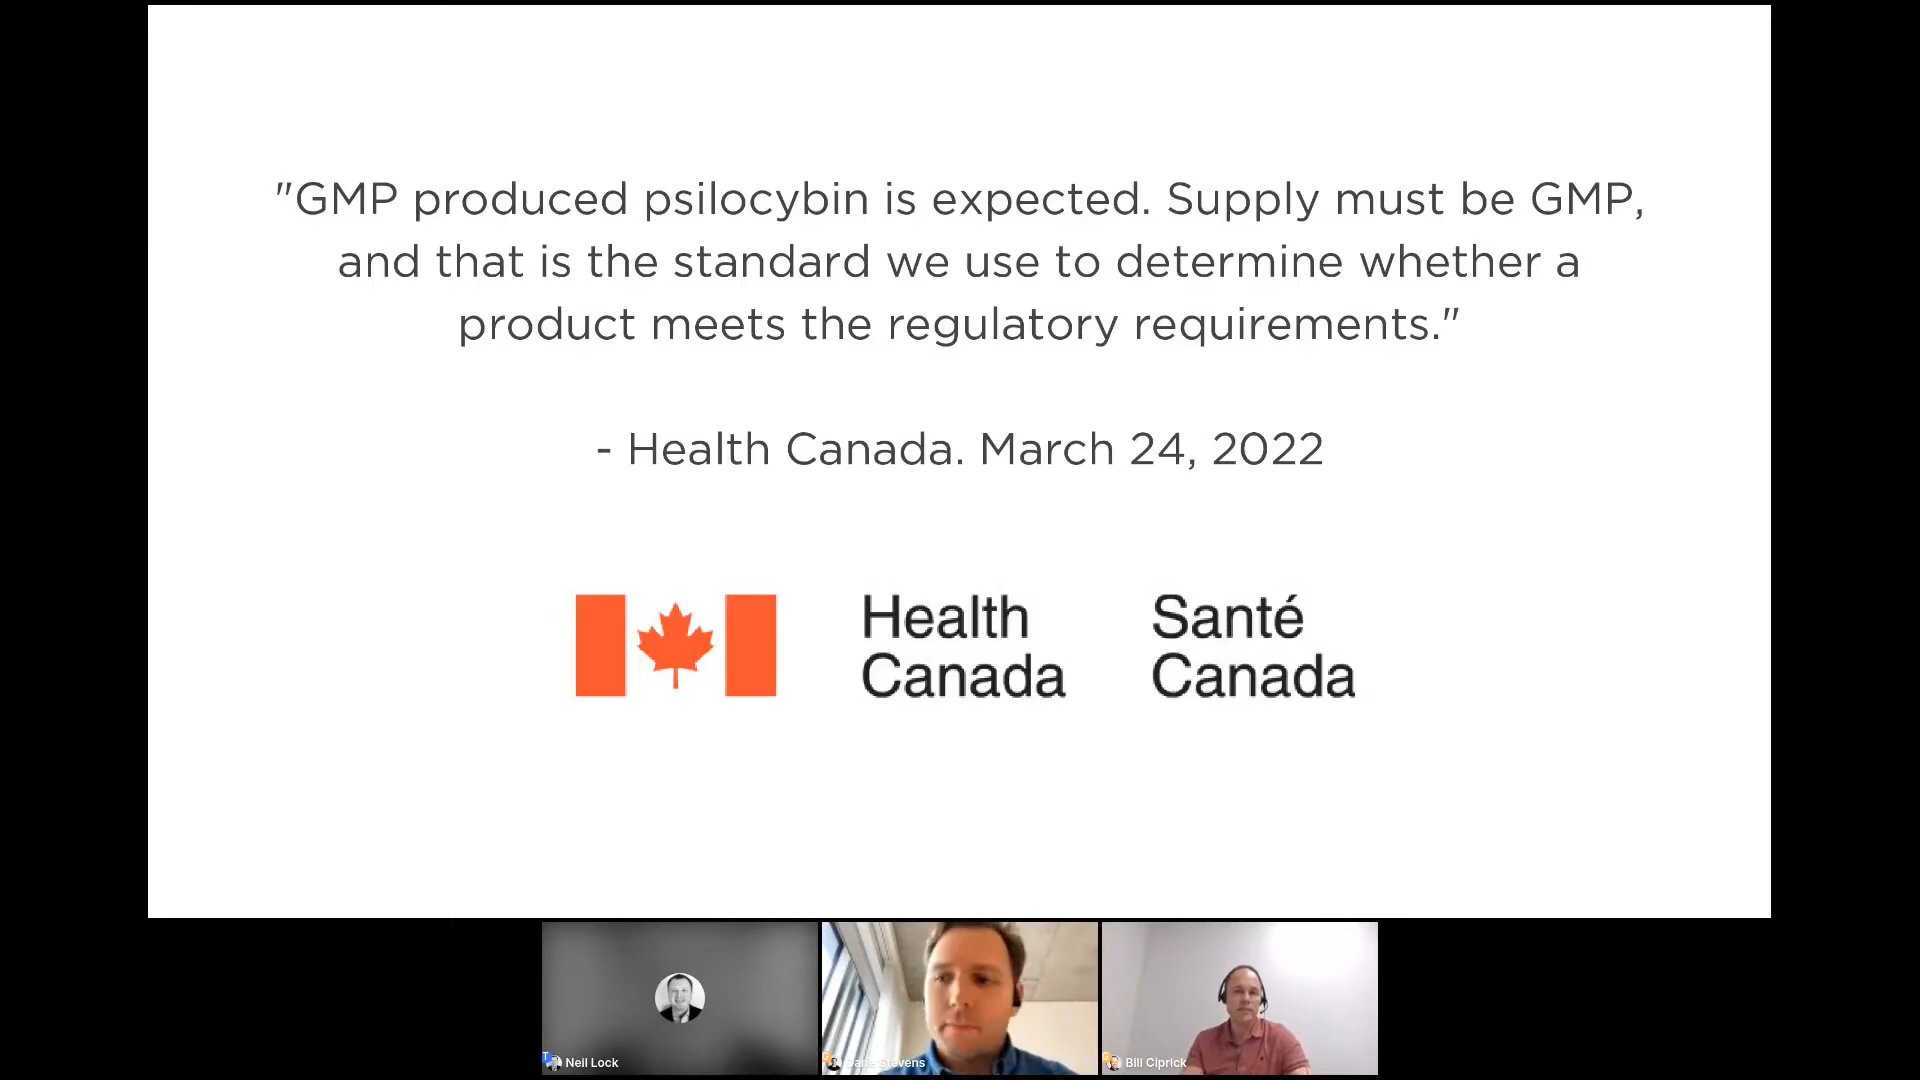 "GMP produced psilocybin is expected. Supply must be GMP,
and that is the standard we use to determine whether a
product meets the regulatory requirements."
- Health Canada. March 24, 2022
Health
Canada
Santé
Canada
Neil Lock
Stevens
Bill Ciprick